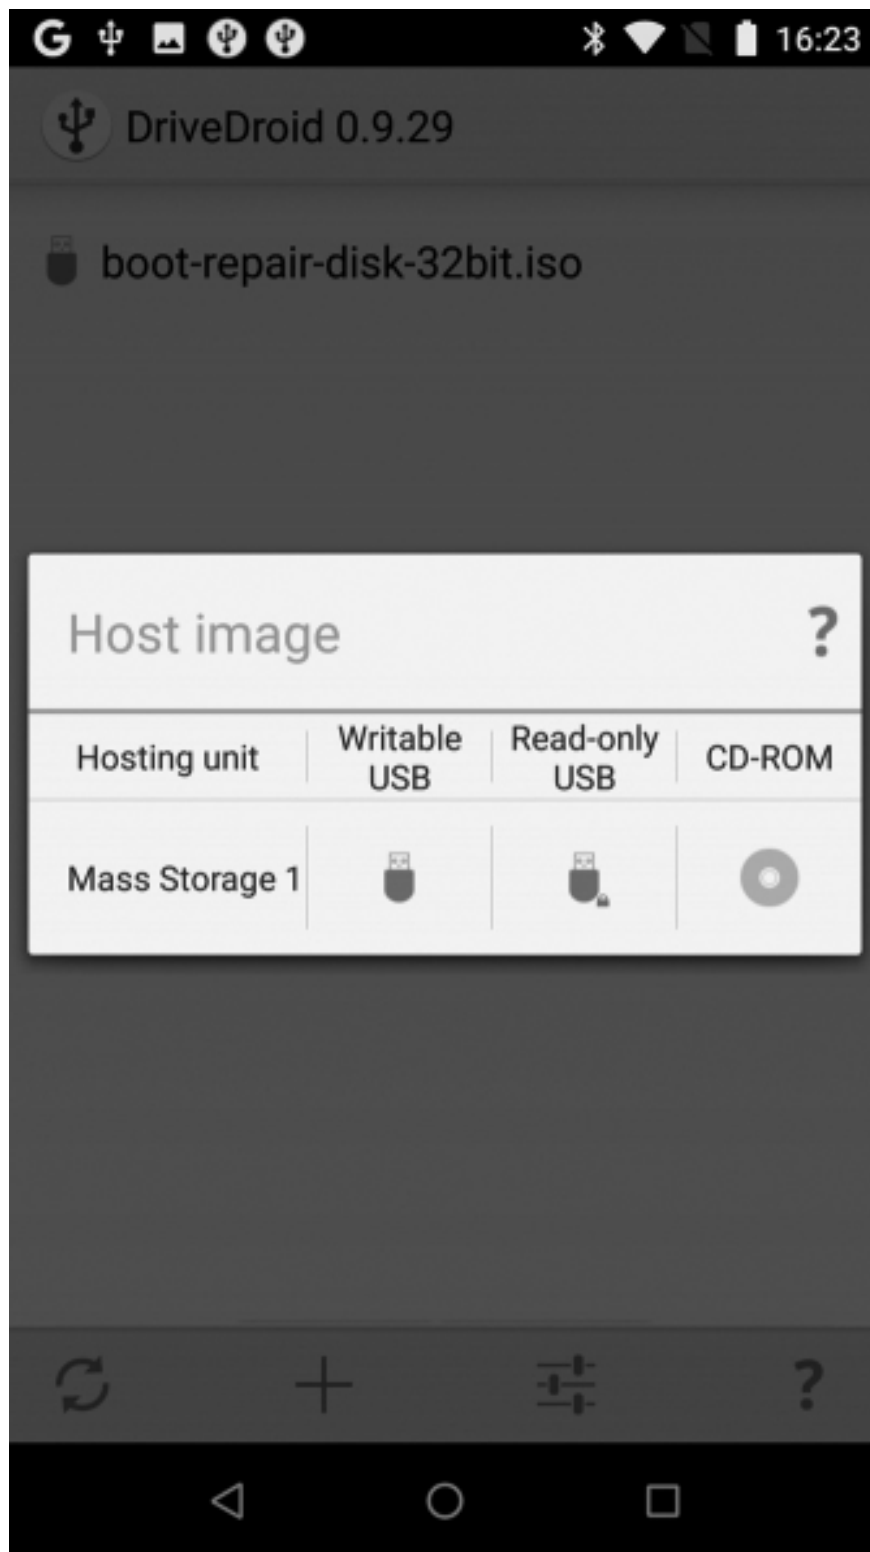 16:23
DriveDroid 0.9.29
boot-repair-disk-32bit.iso
Host image ?
Hosting unit
Writable
USB
Read-only
USB
CD-ROM
Mass Storage 1
?